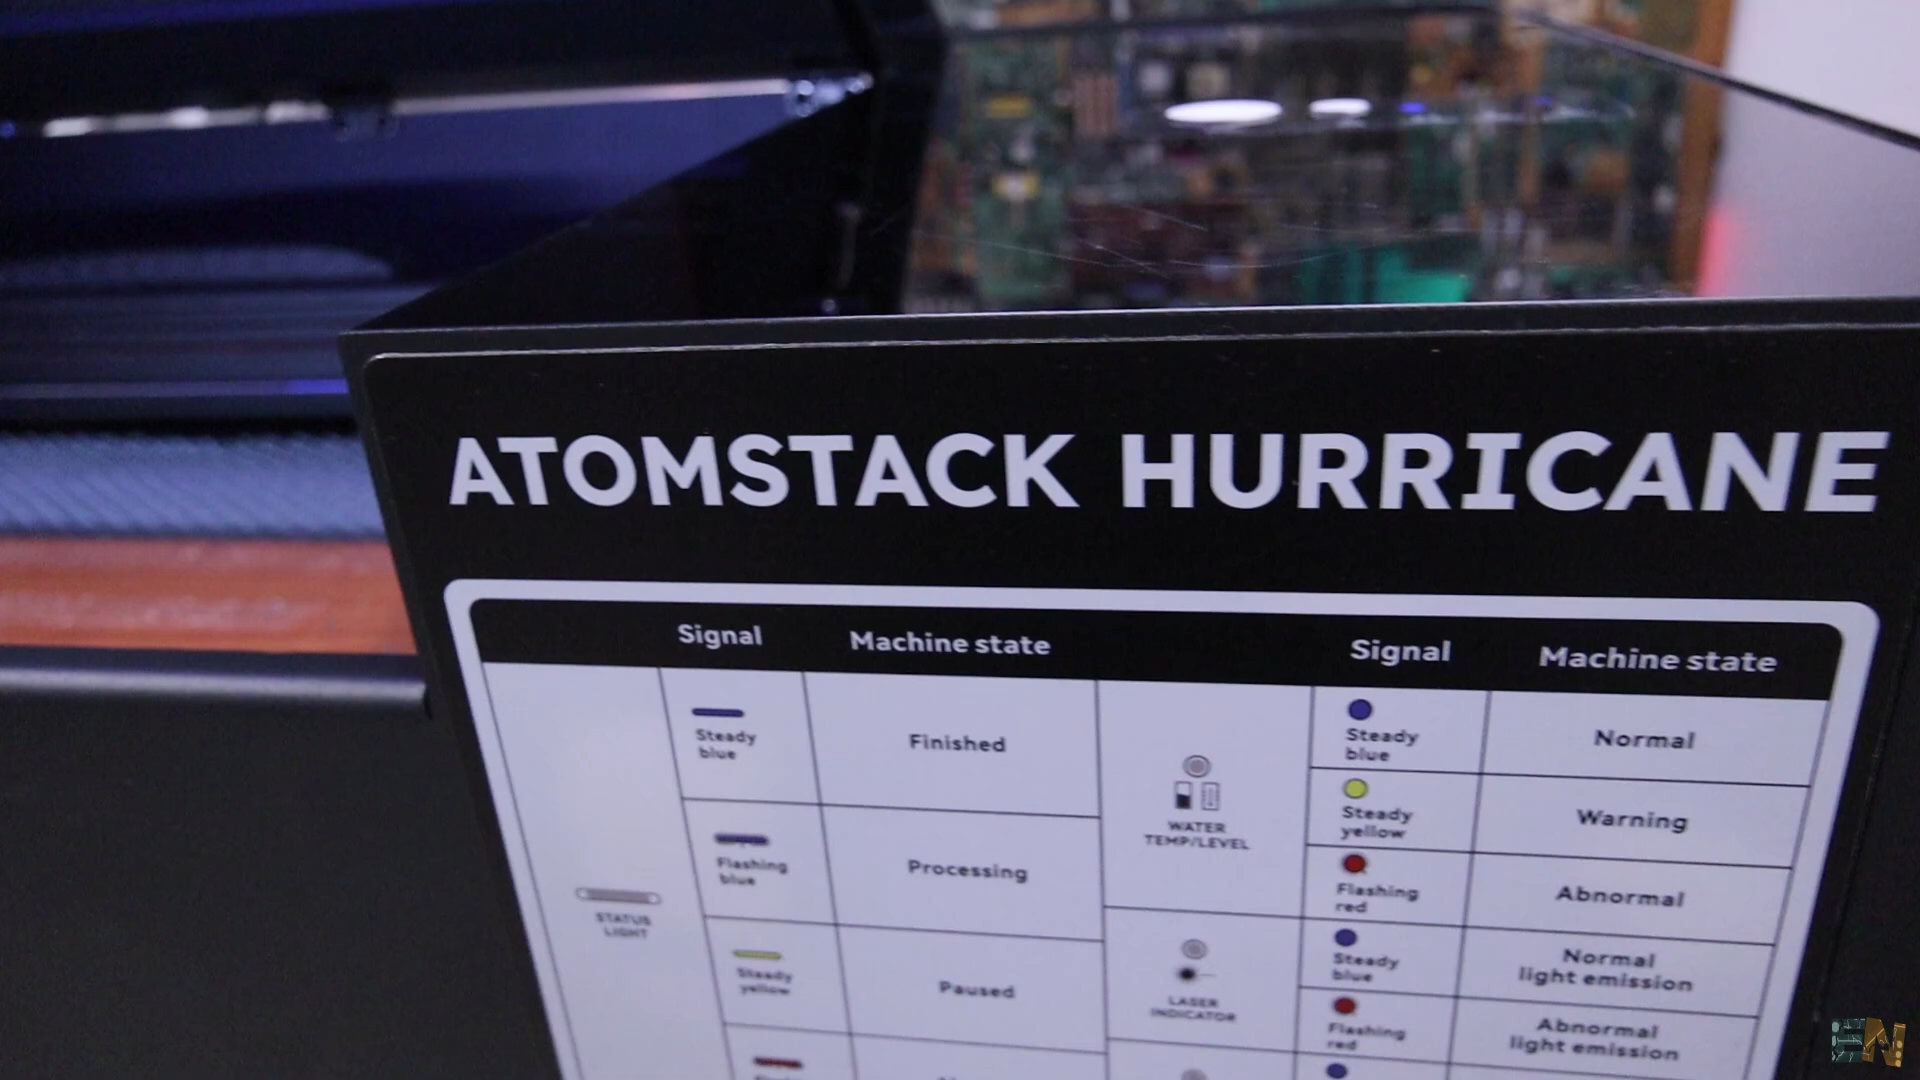 ATOMSTACK HURRICANE
Signal
Machine state
Signal
Machine state
STATUS
LIGHT
Steady
blue
Finished
Flashing
blue
Processing
Steady
yellow
Paused
WATER
TEMP/LEVEL
Steady
blue
Normal
Steady
yellow
Warning
Flashing
red
Abnormal
LASER
INDICATOR
Steady
blue
Normal
light emission
Flashing
red
Abnormal
light emission
EN